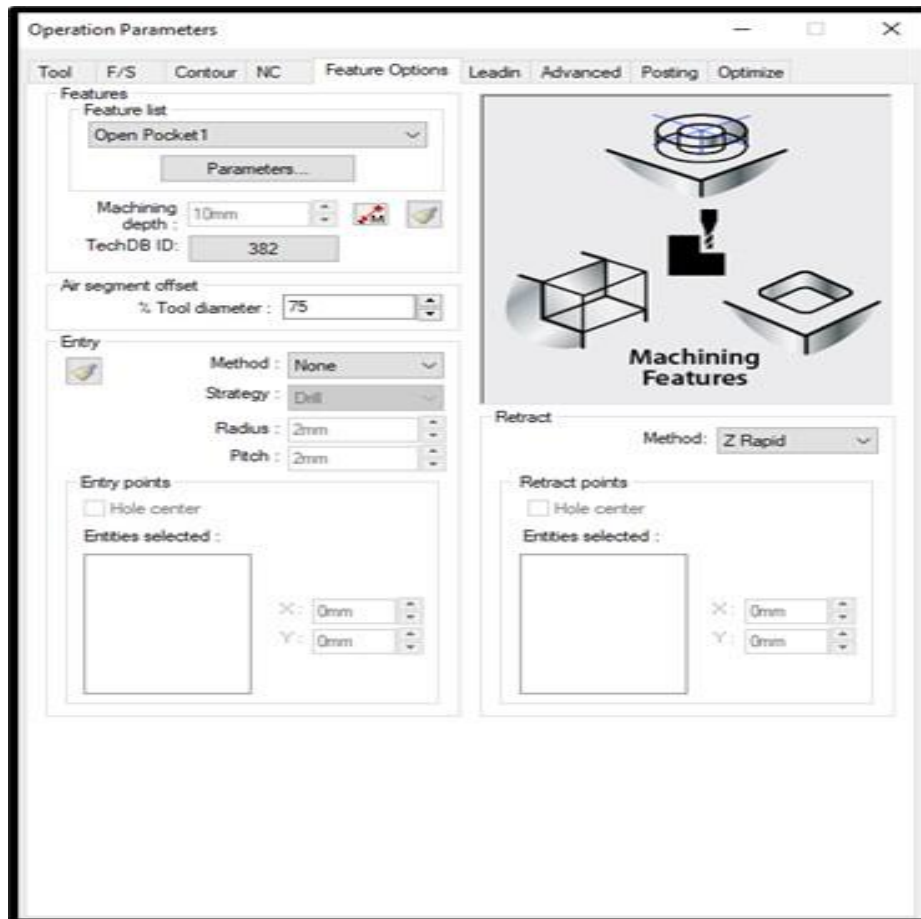 Operation Parameters
Tool F/S Contour NC Feature Options Leadin Advanced Posting Optimize
Features
Feature list
Open Pocket1
Parameters...
Machining depth : 10mm
M
TechDB ID: 382
Air segment offset
% Tool diameter : 75
Entry
Method : None
Strategy : Drill
Radius : 2mm
Pitch : 2mm
Entry points
Hole center
Entities selected :
X: 0mm
Y: 0mm
Machining
Features
Retract
Method: Z Rapid
Retract points
Hole center
Entities selected :
X: 0mm
Y: 0mm